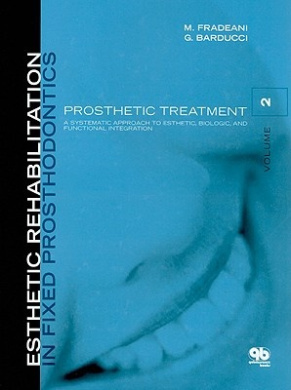 M. FRADEANI
G. BARDUCCI
PROSTHETIC TREATMENT
A SYSTEMATIC APPROACH TO ESTHETIC, BIOLOGIC, AND
FUNCTIONAL INTEGRATION
VOLUME 2
ESTHETIC REHABILITATION
IN FIXED PROSTHODONTICS